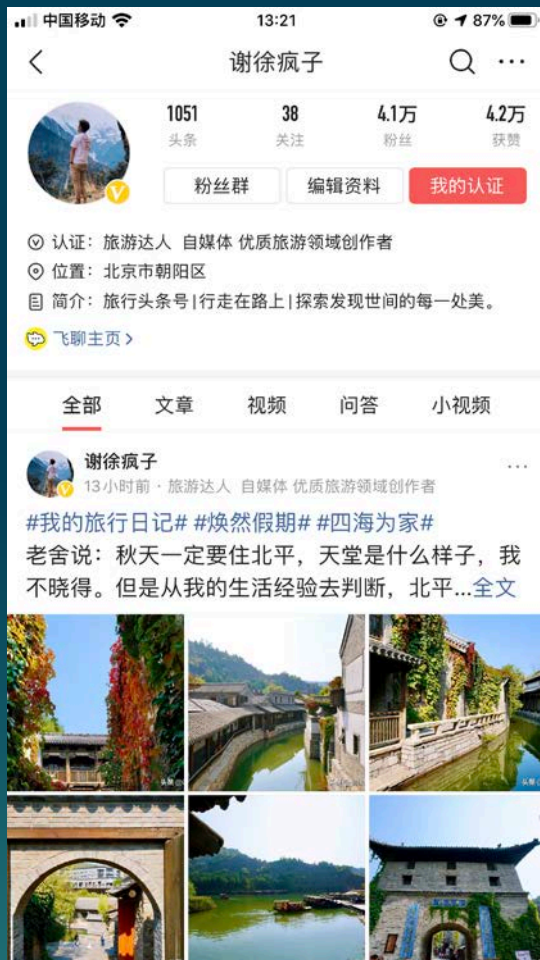 中国移动
13:21
87%
谢徐疯子
1051
38
4.1万
4.2万
头条
关注
粉丝
获赞
粉丝群
编辑资料
我的认证
认证：旅游达人 自媒体 优质旅游领域创作者
位置：北京市朝阳区
简介：旅行头条号|行走在路上|探索发现世间的每一处美。
飞聊主页
全部
文章
视频
问答
小视频
谢徐疯子
13小时前 · 旅游达人 自媒体 优质旅游领域创作者
#我的旅行日记# #焕然假期# #四海为家#
老舍说：秋天一定要住北平，天堂是什么样子，我
不晓得。但是从我的生活经验去判断，北平...全文